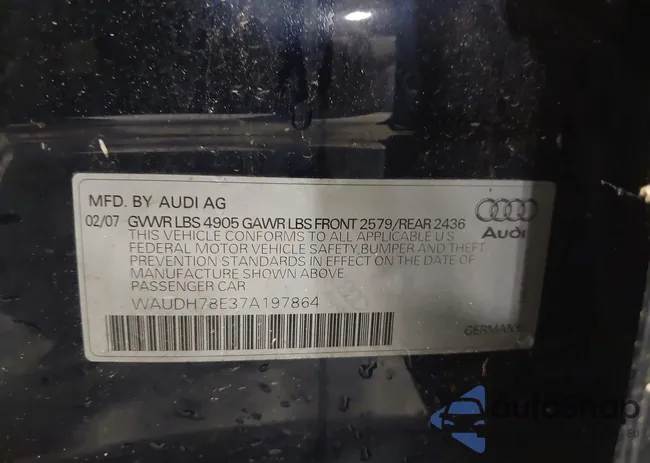 MFD. BY AUDI AG
02/07 GVWR LBS 4905 GAWR LBS FRONT 2579/REAR 2436
THIS VEHICLE CONFORMS TO ALL APPLICABLE U S
FEDERAL MOTOR VEHICLE SAFETY,BUMPER AND THEFT
PREVENTION STANDARDS IN EFFECT ON THE DATE OF
MANUFACTURE SHOWN ABOVE
PASSENGER CAR
WAUDH78E37A197864
Audi
GERMANY
autoSnap